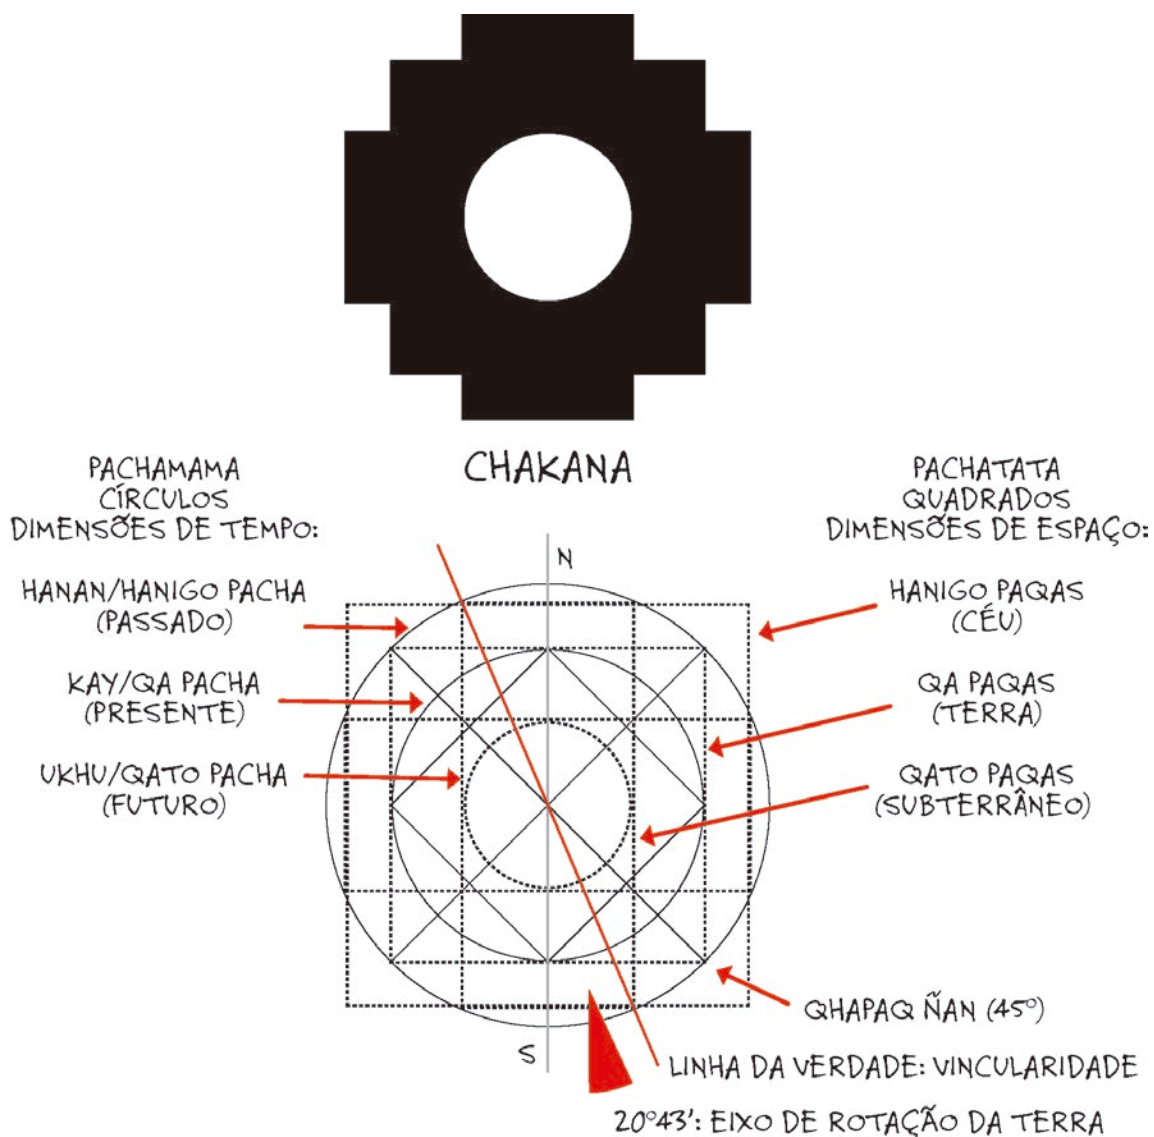 CHAKANA
PACHAMAMA
CÍRCULOS
DIMENSÕES DE TEMPO:
HANAN/HANIGO PACHA
(PASSADO)
KAY/QA PACHA
(PRESENTE)
UKHU/QATO PACHA
(FUTURO)
PACHATATA
QUADRADOS
DIMENSÕES DE ESPAÇO:
HANIGO PAQAS
(CÉU)
QA PAQAS
(TERRA)
QATO PAQAS
(SUBTERRÂNEO)
N
S
QHAPAQ ÑAN (45°)
LINHA DA VERDADE: VINCULARIDADE
20°43': EIXO DE ROTAÇÃO DA TERRA